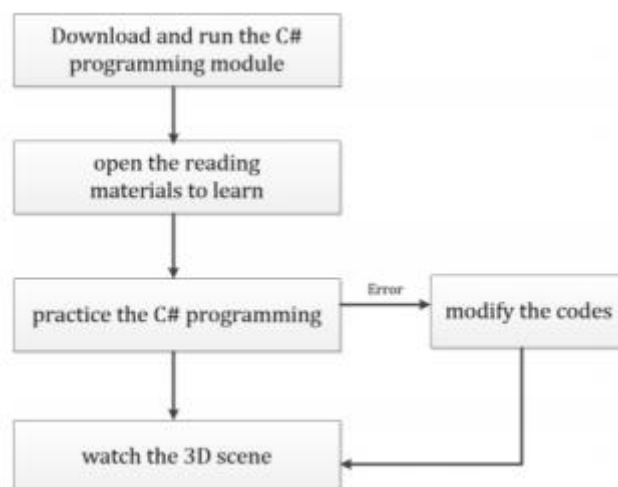 Download and run the C#
programming module
open the reading
materials to learn
practice the C# programming
Error
modify the codes
watch the 3D scene